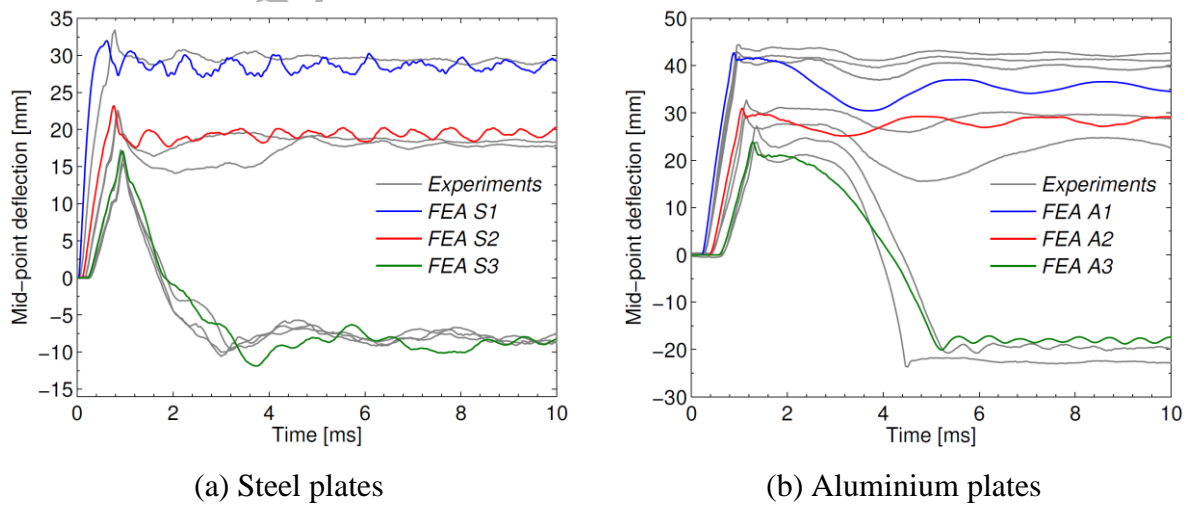 35
30
25
20
15
10
5
0
−5
−10
−15
Mid-point deflection [mm]
0 2 4 6 8 10
Time [ms]
Experiments
FEA S1
FEA S2
FEA S3
(a) Steel plates
50
40
30
20
10
0
−10
−20
−30
Mid-point deflection [mm]
0 2 4 6 8 10
Time [ms]
Experiments
FEA A1
FEA A2
FEA A3
(b) Aluminium plates